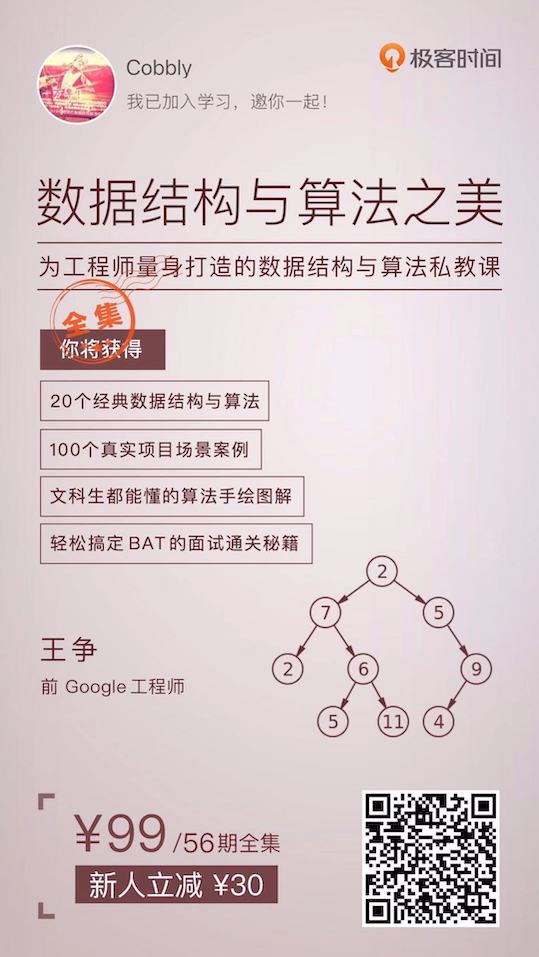 Cobbly
我已加入学习，邀你一起！
极客时间
数据结构与算法之美
为工程师量身打造的数据结构与算法私教课
全集
你将获得
20个经典数据结构与算法
100个真实项目场景案例
文科生都能懂的算法手绘图解
轻松搞定BAT的面试通关秘籍
2
7
5
2
6
9
5
11
4
王争
前 Google 工程师
¥99/56期全集
新人立减 ¥30